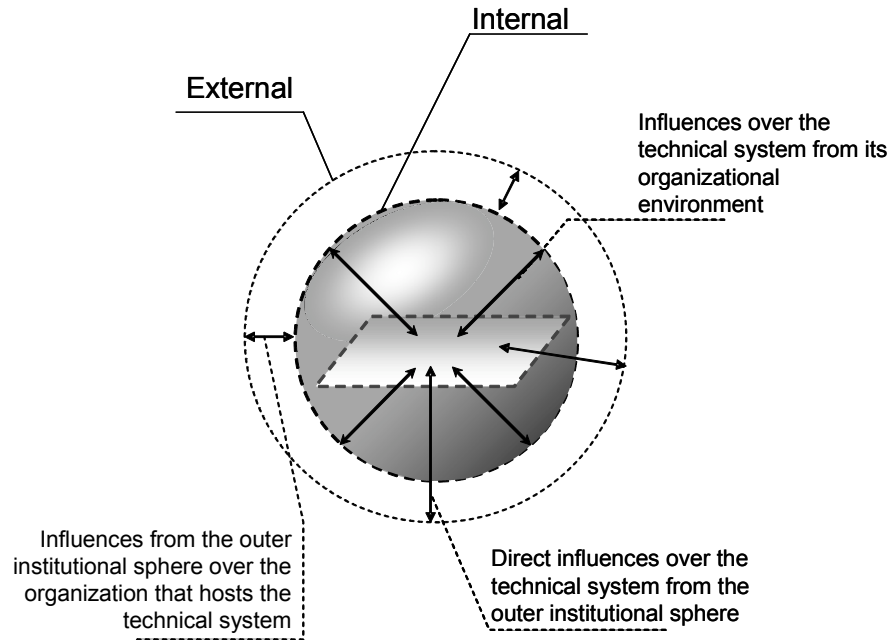 Internal
External
Influences over the
technical system from its
organizational
environment
Influences from the outer
institutional sphere over the
organization that hosts the
technical system
Direct influences over the
technical system from the
outer institutional sphere